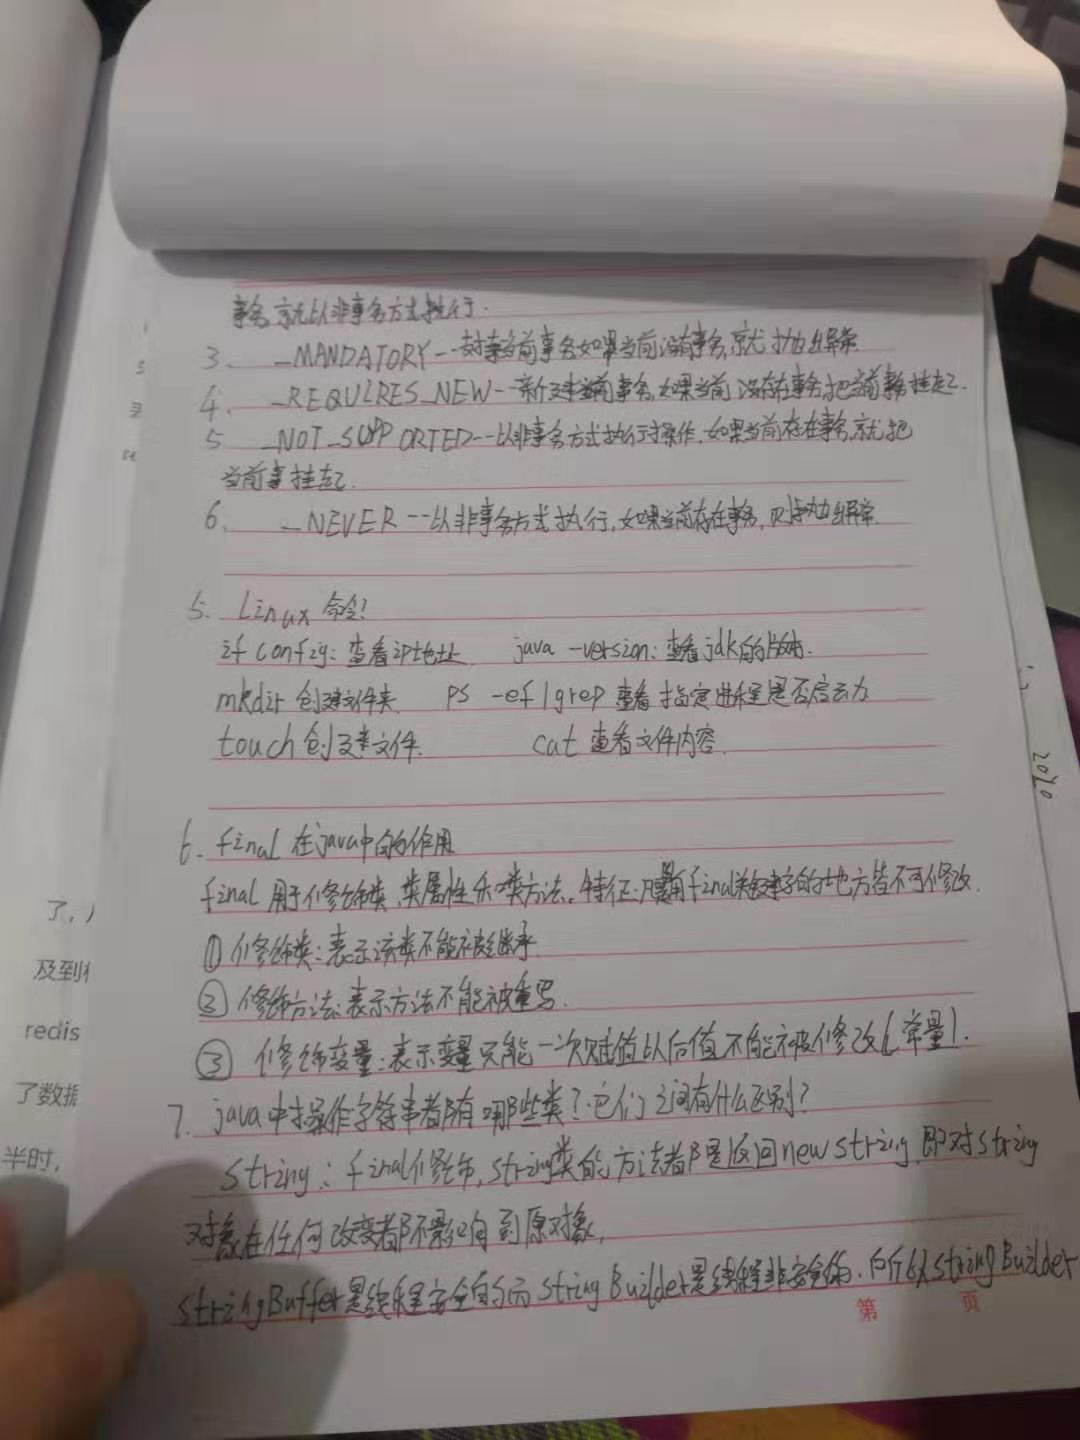 事务,就以非事务方式执行.
3、 _MANDATORY--支持当前事务如果当前没有事务,就抛出异常.
4、 _REQUIRES_NEW-新建当前事务,如果当前 存在事务,把当前事务挂起.
5 _NOT_SUPPORTED--以非事务方式执行操作,如果当前存在事务,就把
当前事挂起.
6、 _NEVER--以非事务方式执行,如果当前存在事务,则抛出异常.
5. Linux 命令!
if config: 查看ip地址 java -version: 查看jdk的版本.
mkdir 创建文件夹 ps -ef|grep 查看指定进程是否启动
touch创建文件. cat 查看文件内容.
6. final 在java中的作用
final 用于修饰类、类属性和类方法。特征:凡是用final关键字的地方皆不可修改.
① 修饰类:表示该类不能被继承
② 修饰方法:表示方法不能被重写.
③ 修饰变量:表示变量只能一次赋值以后值不能被修改(常量).
7. java中操作字符串都有哪些类?它们之间有什么区别?
String: final修饰,String类的方法都是返回new String.即对String
对象在任何改变都不影响到原对象,
StringBuffer是线程安全的而StringBuilder是线程非安全的. 所以StringBuilder
第 页
了,
及到
redis
了数据
半时,
2020